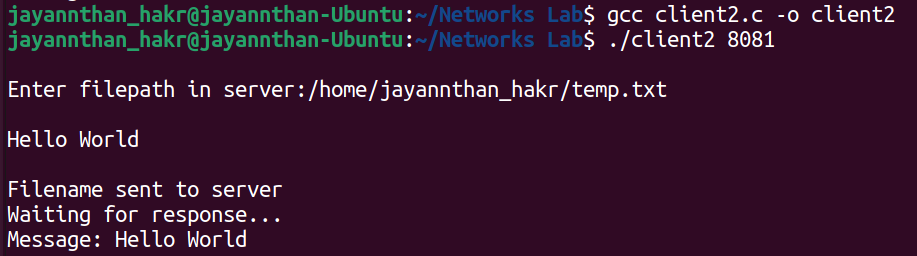 jayannthan_hakr@jayannthan-Ubuntu:~/Networks Lab$ gcc client2.c -o client2
jayannthan_hakr@jayannthan-Ubuntu:~/Networks Lab$ ./client2 8081
Enter filepath in server:/home/jayannthan_hakr/temp.txt
Hello World
Filename sent to server
Waiting for response...
Message: Hello World